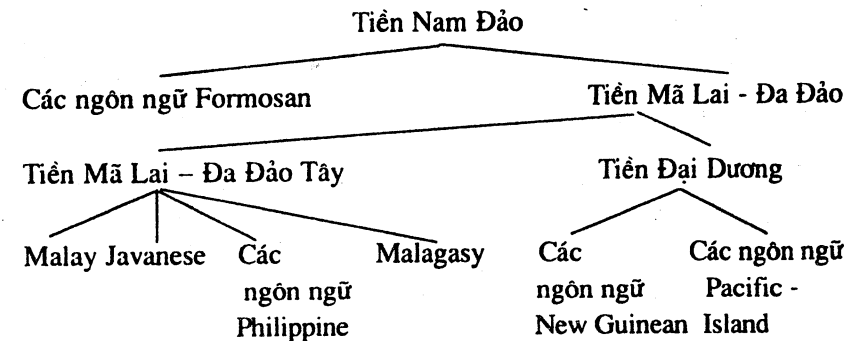 Tiền Nam Đảo
Các ngôn ngữ Formosan Tiền Mã Lai - Đa Đảo
Tiền Mã Lai – Đa Đảo Tây Tiền Đại Dương
Malay Javanese Các Malagasy Các Các ngôn ngữ
ngôn ngữ ngôn ngữ Pacific -
Philippine New Guinean Island